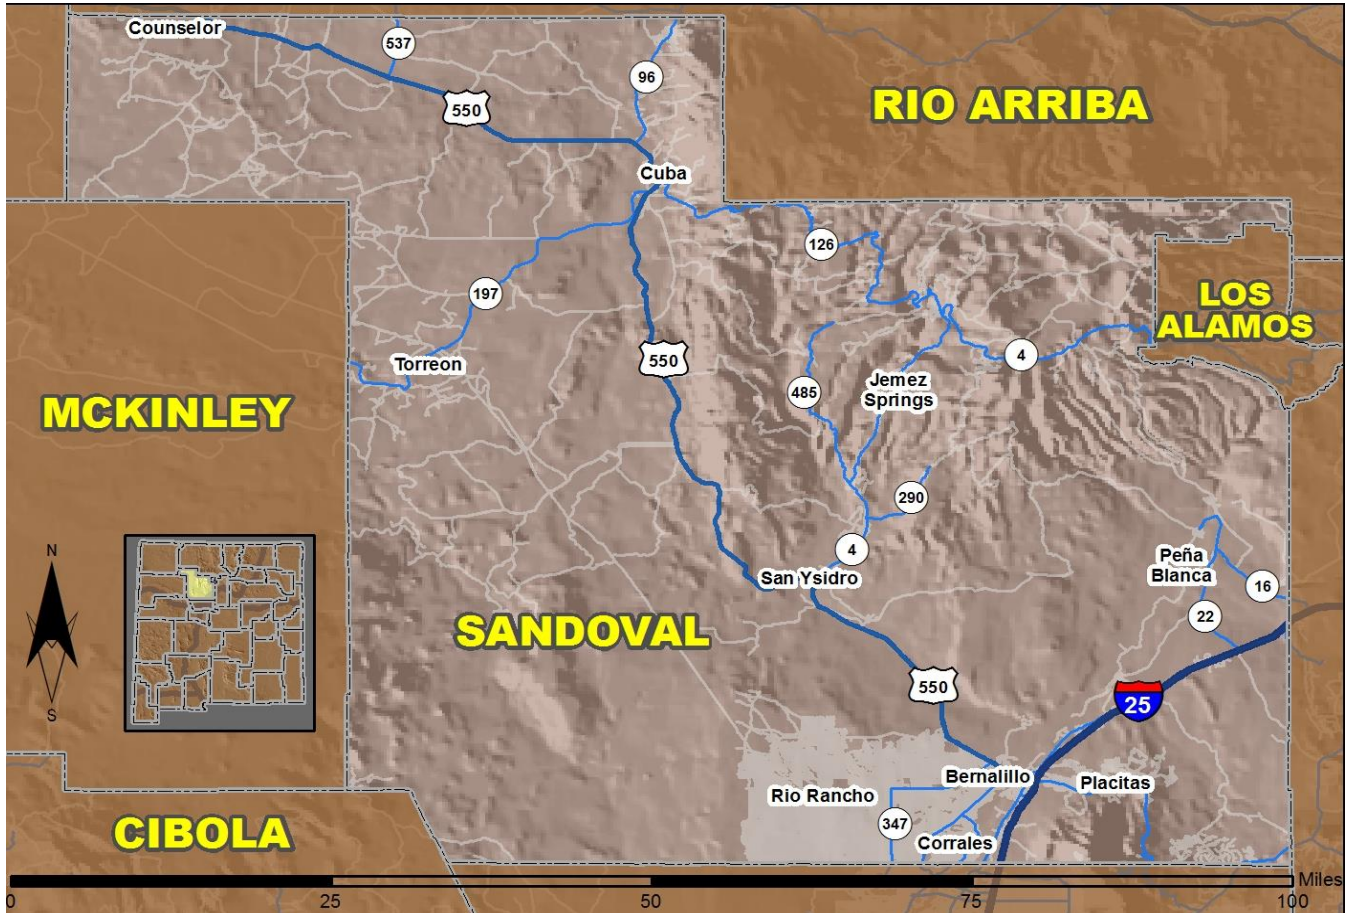 Counselor
537
96
550
RIO ARRIBA
Cuba
126
197
LOS
ALAMOS
550
4
Torreon
485
Jemez
Springs
MCKINLEY
290
N
4
Peña
Blanca
San Ysidro
16
22
SANDOVAL
550
25
S
Bernalillo
Placitas
Rio Rancho
347
CIBOLA
Corrales
Miles
0 25 50 75 100